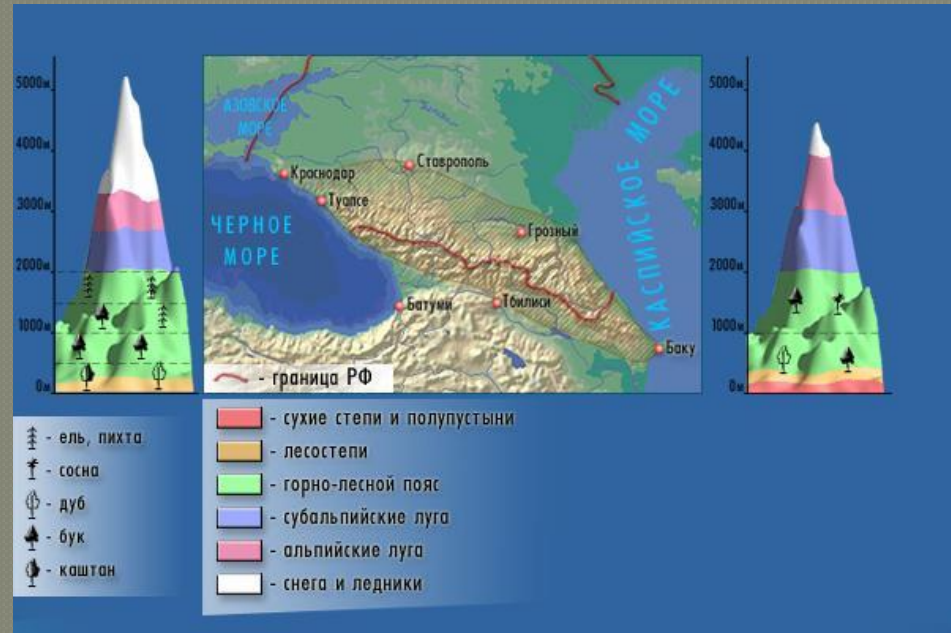 5000м
4000м
3000м
2000м
1000м
0м
АЗОВСКОЕ
МОРЕ
Краснодар
Ставрополь
Туапсе
ЧЕРНОЕ
МОРЕ
Грозный
КАСПИЙСКОЕ МОРЕ
Батуми
Тбилиси
Баку
- граница РФ
5000м
4000м
3000м
2000м
1000м
0м
- ель, пихта
- сосна
- дуб
- бук
- каштан
- сухие степи и полупустыни
- лесостепи
- горно-лесной пояс
- субальпийские луга
- альпийские луга
- снега и ледники